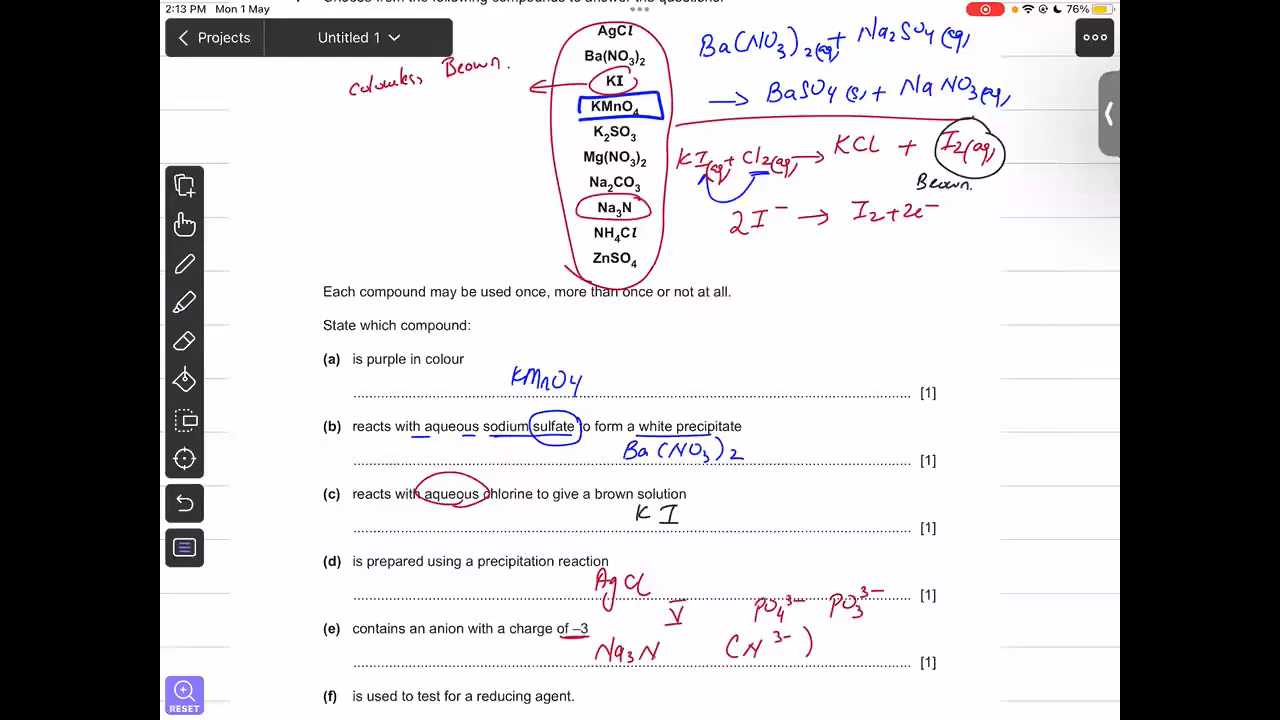 2:13 PM Mon 1 May 76%
Projects Untitled 1
AgCl
Ba(NO₃)₂
KI
KMnO₄
K₂SO₃
Mg(NO₃)₂
Na₂CO₃
Na₃N
NH₄Cl
ZnSO₄
colourless Brown.
Ba(NO₃)₂(aq) + Na₂SO₄(aq)
→ BaSO₄(s) + NaNO₃(aq)
KI(aq) + Cl₂(aq) → KCl + I₂(aq)
Brown.
2I⁻ → I₂ + 2e⁻
Each compound may be used once, more than once or not at all.
State which compound:
(a) is purple in colour
KMnO4
[1]
(b) reacts with aqueous sodium sulfate to form a white precipitate
Ba(NO₃)2
[1]
(c) reacts with aqueous chlorine to give a brown solution
KI
[1]
(d) is prepared using a precipitation reaction
AgCl
[1]
V PO₄³⁻ PO₃³⁻
(e) contains an anion with a charge of –3
Na₃N (N³⁻)
[1]
(f) is used to test for a reducing agent.
RESET